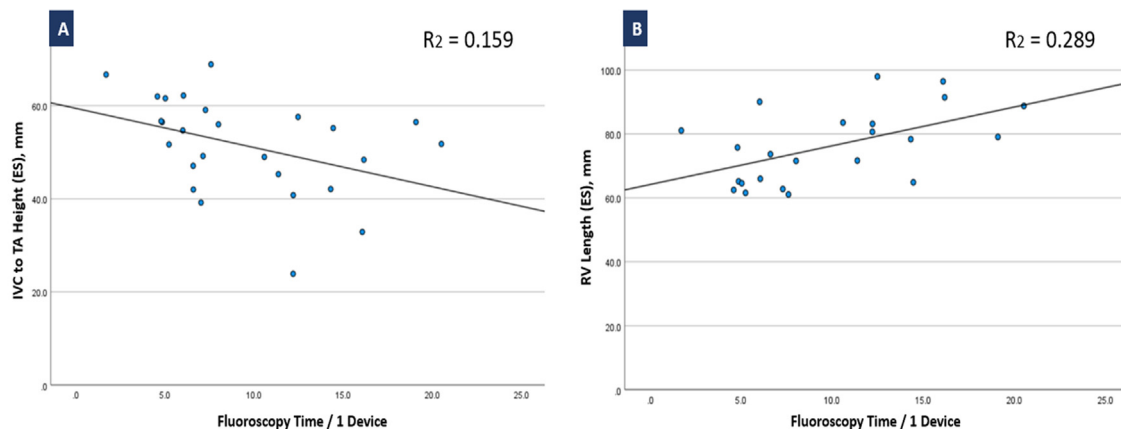 A
R2 = 0.159
IVC to TA Height (ES), mm
60.0
40.0
20.0
.0
.0 5.0 10.0 15.0 20.0 25.0
Fluoroscopy Time / 1 Device
B
R2 = 0.289
RV Length (ES), mm
100.0
80.0
60.0
40.0
20.0
.0
.0 5.0 10.0 15.0 20.0 25.0
Fluoroscopy Time / 1 Device